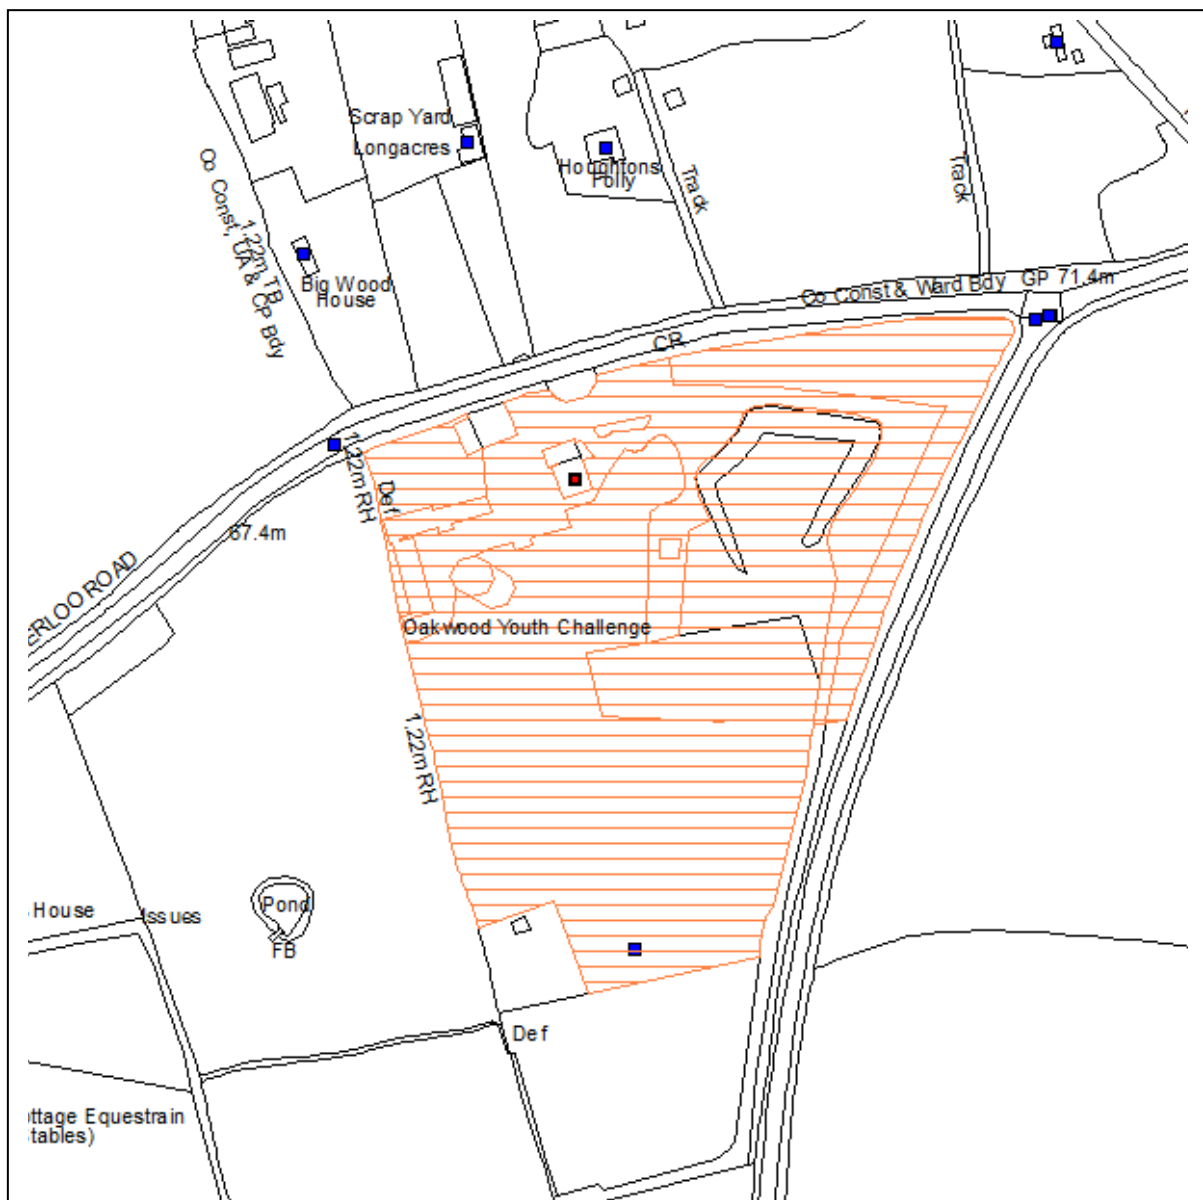 Scrap Yard
Longacres
Houghtons
Folly
Track
Track
Co Const, UA & Cp Bdy
1.22m TB
Big Wood
House
Co Const & Ward Bdy
GP 71.4m
CR
1.22m RH
Def
67.4m
ERLOO ROAD
Oakwood Youth Challenge
1.22m RH
House
Issues
Pond
FB
Def
ottage Equestrain
tables)